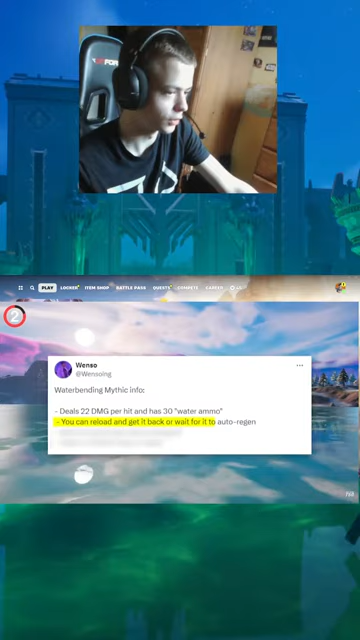 PLAY LOCKER ITEM SHOP BATTLE PASS QUESTS COMPETE CAREER
2
Wenso
@Wensoing
Waterbending Mythic info:
- Deals 22 DMG per hit and has 30 "water ammo"
- You can reload and get it back or wait for it to auto-regen